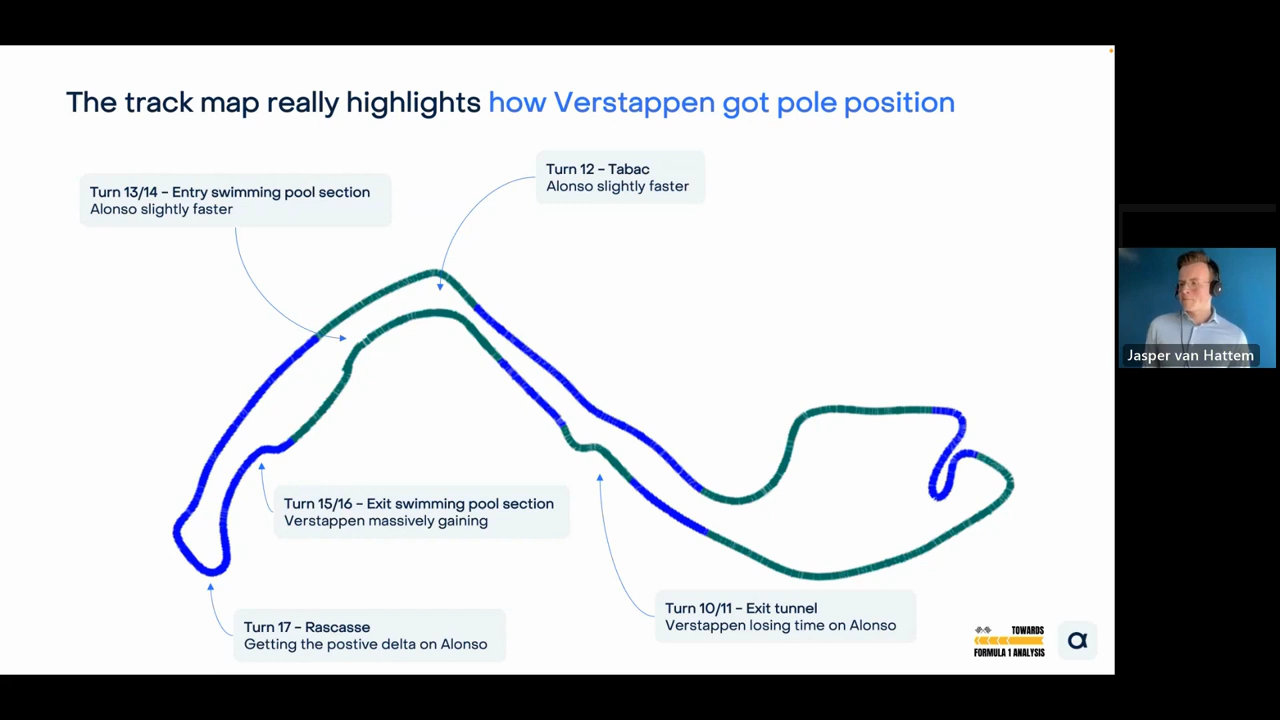 The track map really highlights how Verstappen got pole position
Turn 12 - Tabac
Alonso slightly faster
Turn 13/14 - Entry swimming pool section
Alonso slightly faster
Jasper van Hattem
Turn 15/16 - Exit swimming pool section
Verstappen massively gaining
Turn 10/11 - Exit tunnel
Verstappen losing time on Alonso
Turn 17 - Rascasse
Getting the postive delta on Alonso
TOWARDS
FORMULA 1 ANALYSIS